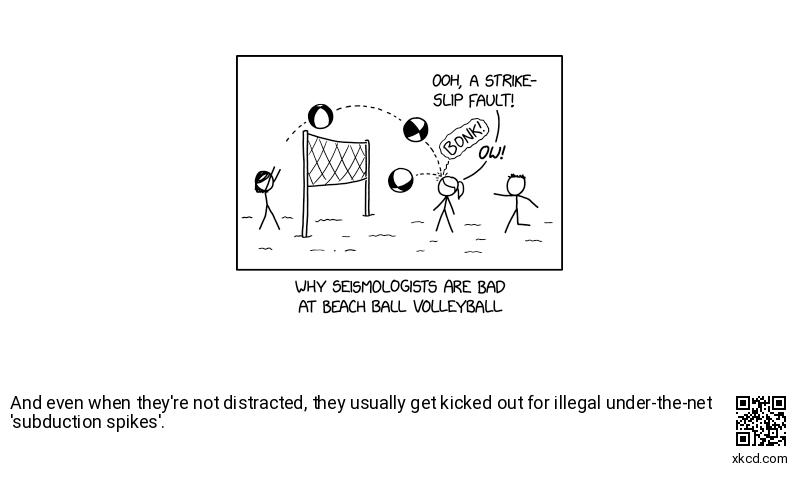 OOH, A STRIKE-
SLIP FAULT!
BONK!
OW!
WHY SEISMOLOGISTS ARE BAD
AT BEACH BALL VOLLEYBALL
And even when they're not distracted, they usually get kicked out for illegal under-the-net
'subduction spikes'.
xkcd.com